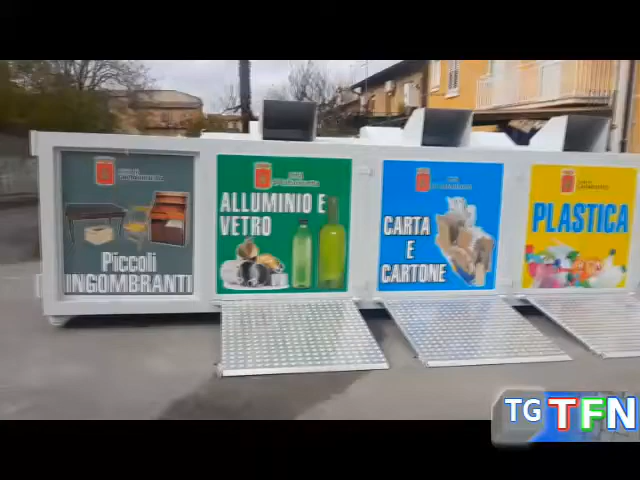 Piccoli
INGOMBRANTI
ALLUMINIO E
VETRO
CARTA
E
CARTONE
PLASTICA
TG TFN